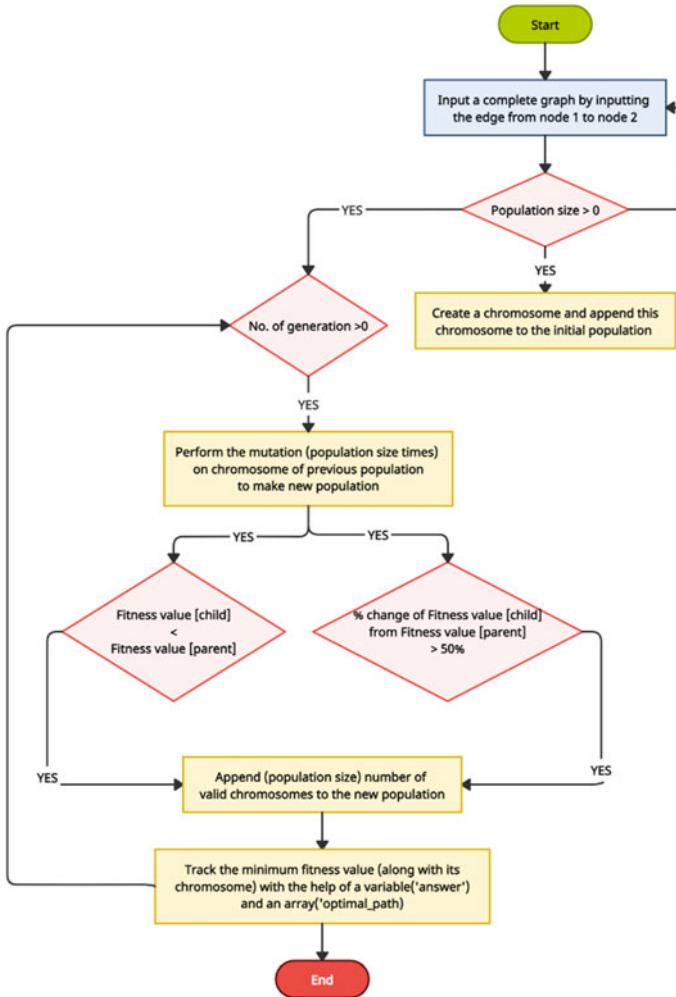 Start
Input a complete graph by inputting
the edge from node 1 to node 2
Population size > 0
YES
YES
Create a chromosome and append this
chromosome to the initial population
No. of generation >0
YES
Perform the mutation (population size times)
on chromosome of previous population
to make new population
YES
YES
Fitness value [child]
<
Fitness value [parent]
% change of Fitness value [child]
from Fitness value [parent]
> 50%
YES
YES
Append (population size) number of
valid chromosomes to the new population
Track the minimum fitness value (along with its
chromosome) with the help of a variable('answer')
and an array('optimal_path)
End